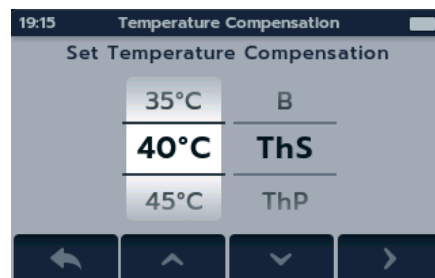 19:15 Temperature Compensation
Set Temperature Compensation
35°C B
40°C ThS
45°C ThP